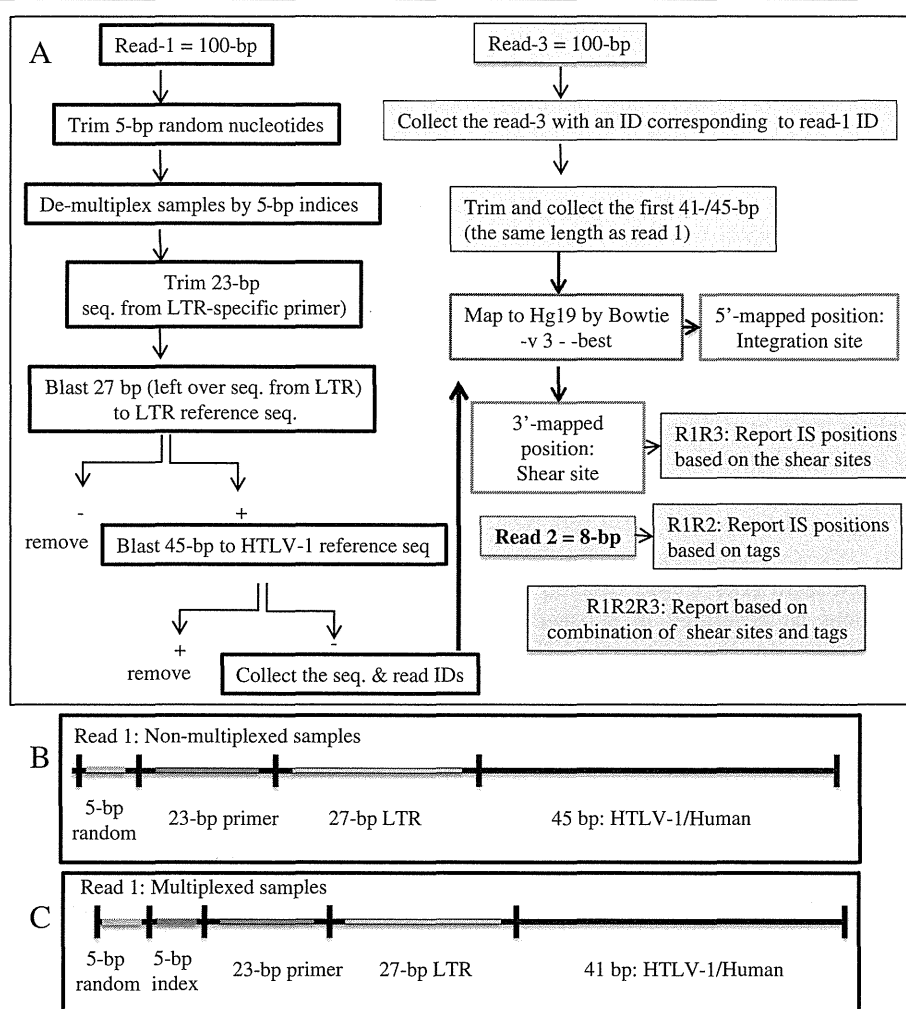 A
Read-1 = 100-bp
Trim 5-bp random nucleotides
De-multiplex samples by 5-bp indices
Trim 23-bp
seq. from LTR-specific primer)
Blast 27 bp (left over seq. from LTR)
to LTR reference seq.
-
remove
+
Blast 45-bp to HTLV-1 reference seq
+
remove
-
Collect the seq. & read IDs
Read-3 = 100-bp
Collect the read-3 with an ID corresponding to read-1 ID
Trim and collect the first 41-/45-bp
(the same length as read 1)
Map to Hg19 by Bowtie
-v 3 - -best
5'-mapped position:
Integration site
3'-mapped
position:
Shear site
R1R3: Report IS positions
based on the shear sites
Read 2 = 8-bp
R1R2: Report IS positions
based on tags
R1R2R3: Report based on
combination of shear sites and tags
B
Read 1: Non-multiplexed samples
5-bp
random
23-bp primer
27-bp LTR
45 bp: HTLV-1/Human
C
Read 1: Multiplexed samples
5-bp
random
5-bp
index
23-bp primer
27-bp LTR
41 bp: HTLV-1/Human